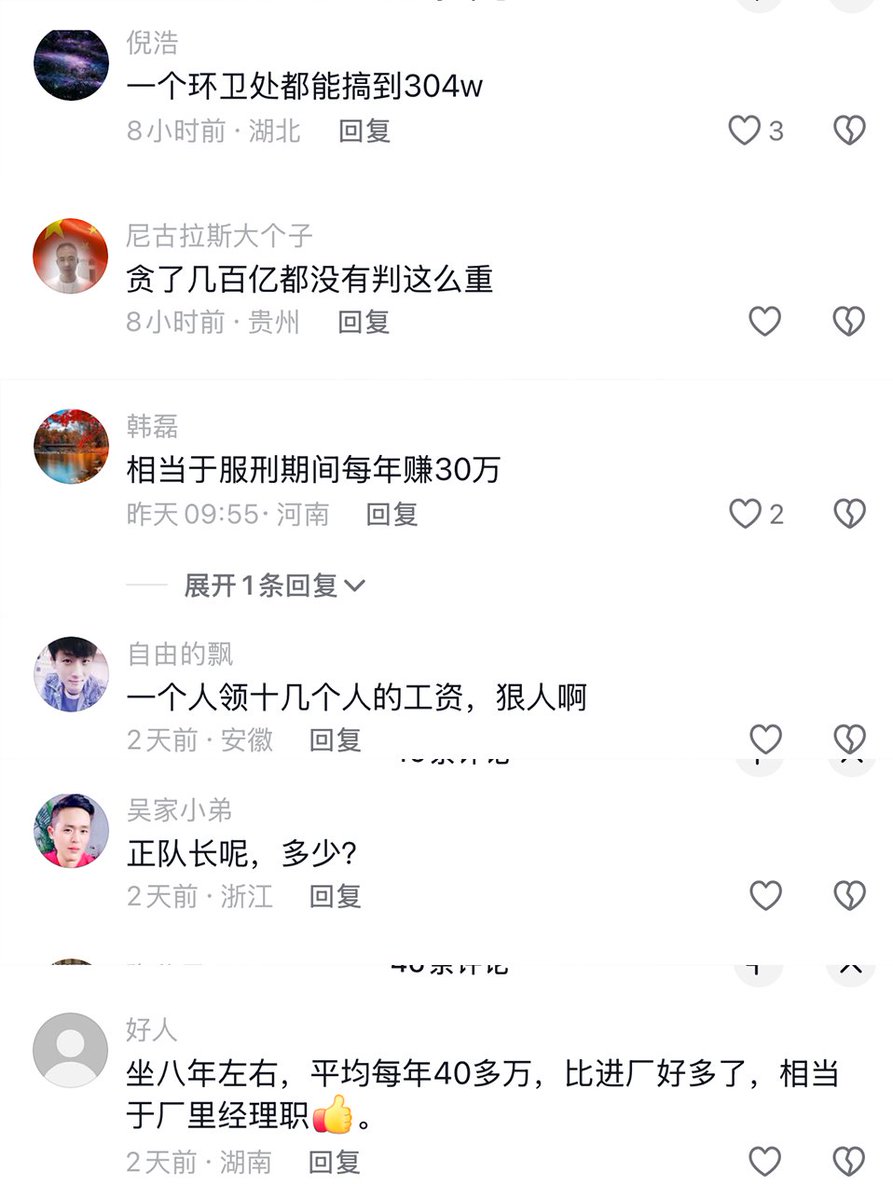 倪浩
一个环卫处都能搞到304w
8小时前·湖北 回复
3
尼古拉斯大个子
贪了几百亿都没有判这么重
8小时前·贵州 回复
韩磊
相当于服刑期间每年赚30万
昨天09:55·河南 回复
2
展开1条回复
自由的飘
一个人领十几个人的工资，狠人啊
2天前·安徽 回复
吴家小弟
正队长呢，多少?
2天前·浙江 回复
好人
坐八年左右，平均每年40多万，比进厂好多了，相当
于厂里经理职👍。
2天前·湖南 回复